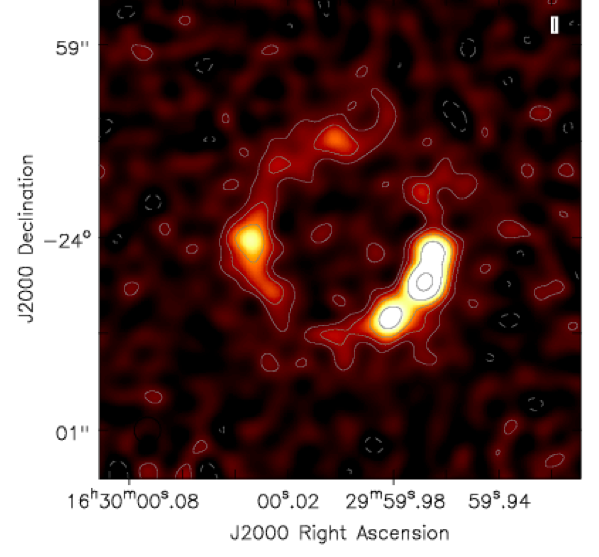 I
59"
J2000 Declination
-24°
01"
16ʰ30ᵐ00ˢ.08 00ˢ.02 29ᵐ59ˢ.98 59ˢ.94
J2000 Right Ascension